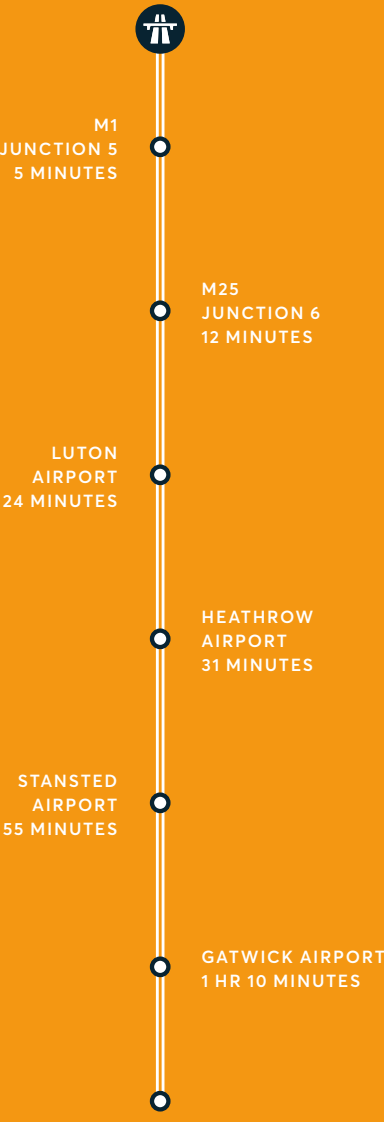 M1
JUNCTION 5
5 MINUTES
M25
JUNCTION 6
12 MINUTES
LUTON
AIRPORT
24 MINUTES
HEATHROW
AIRPORT
31 MINUTES
STANSTED
AIRPORT
55 MINUTES
GATWICK AIRPORT
1 HR 10 MINUTES